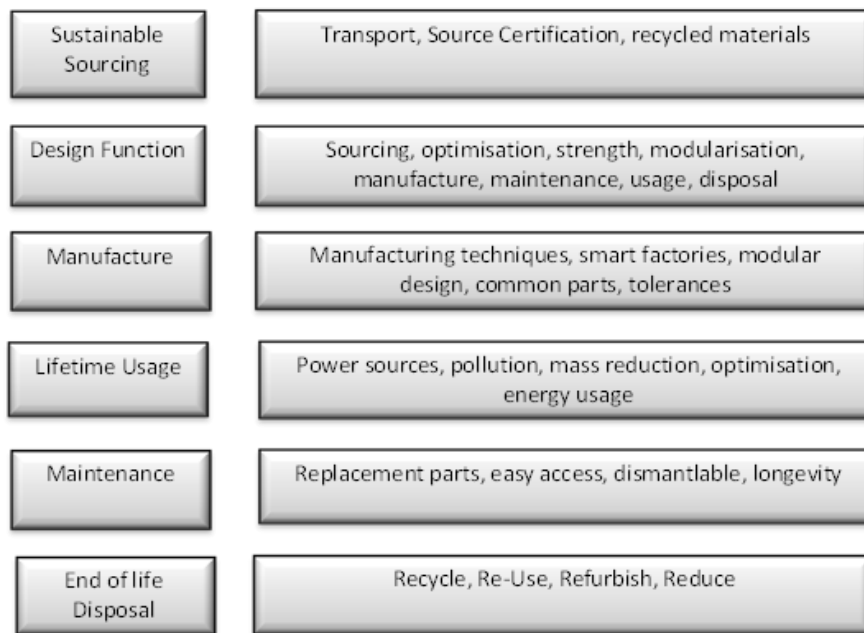 Sustainable
Sourcing
Transport, Source Certification, recycled materials
Design Function
Sourcing, optimisation, strength, modularisation,
manufacture, maintenance, usage, disposal
Manufacture
Manufacturing techniques, smart factories, modular
design, common parts, tolerances
Lifetime Usage
Power sources, pollution, mass reduction, optimisation,
energy usage
Maintenance
Replacement parts, easy access, dismantlable, longevity
End of life
Disposal
Recycle, Re-Use, Refurbish, Reduce